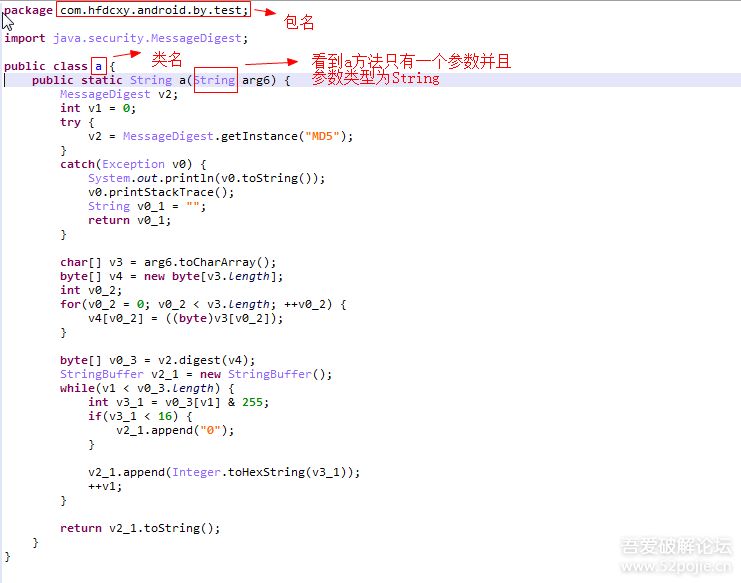 package com.hfdcxy.android.by.test;
包名
import java.security.MessageDigest;
类名
public class a {
看到a方法只有一个参数并且
参数类型为String
    public static String a(String arg6) {
        MessageDigest v2;
        int v1 = 0;
        try {
            v2 = MessageDigest.getInstance("MD5");
        }
        catch(Exception v0) {
            System.out.println(v0.toString());
            v0.printStackTrace();
            String v0_1 = "";
            return v0_1;
        }
        char[] v3 = arg6.toCharArray();
        byte[] v4 = new byte[v3.length];
        int v0_2;
        for(v0_2 = 0; v0_2 < v3.length; ++v0_2) {
            v4[v0_2] = ((byte)v3[v0_2]);
        }
        byte[] v0_3 = v2.digest(v4);
        StringBuffer v2_1 = new StringBuffer();
        while(v1 < v0_3.length) {
            int v3_1 = v0_3[v1] & 255;
            if(v3_1 < 16) {
                v2_1.append("0");
            }
            v2_1.append(Integer.toHexString(v3_1));
            ++v1;
        }
        return v2_1.toString();
    }
}
吾爱破解论坛
www.52pojie.cn